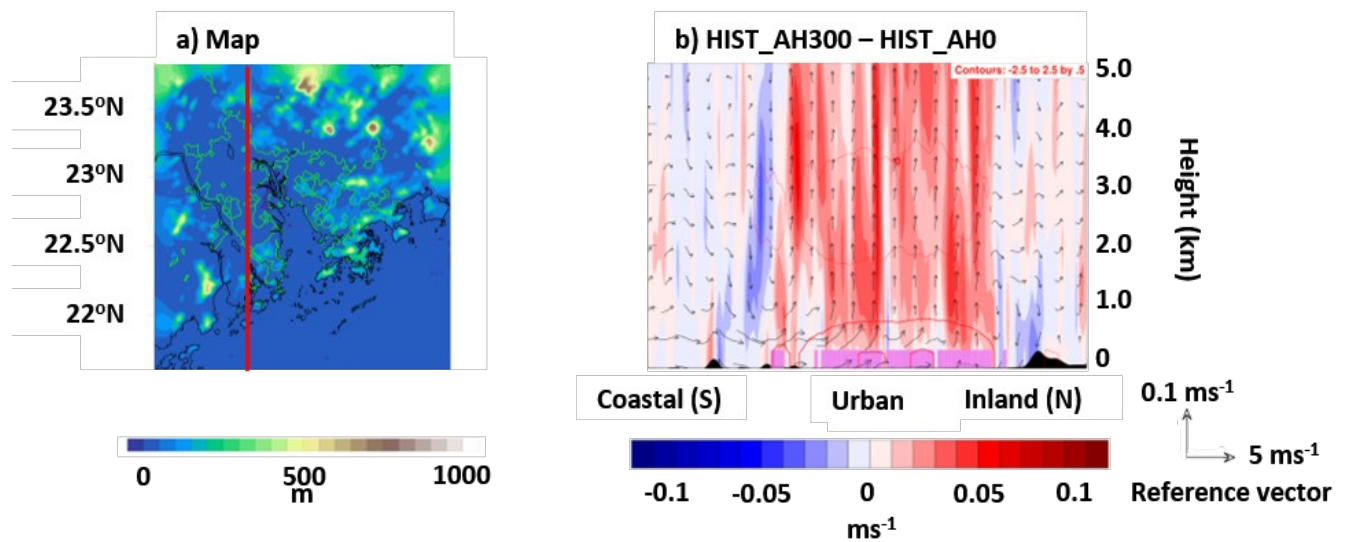 a) Map
23.5ºN
23ºN
22.5ºN
22ºN
0 500 1000
m
b) HIST_AH300 – HIST_AH0
Contours: -2.5 to 2.5 by .5
5.0
4.0
3.0
2.0
1.0
0
Height (km)
Coastal (S) Urban Inland (N)
-0.1 -0.05 0 0.05 0.1
ms-1
0.1 ms-1
5 ms-1
Reference vector